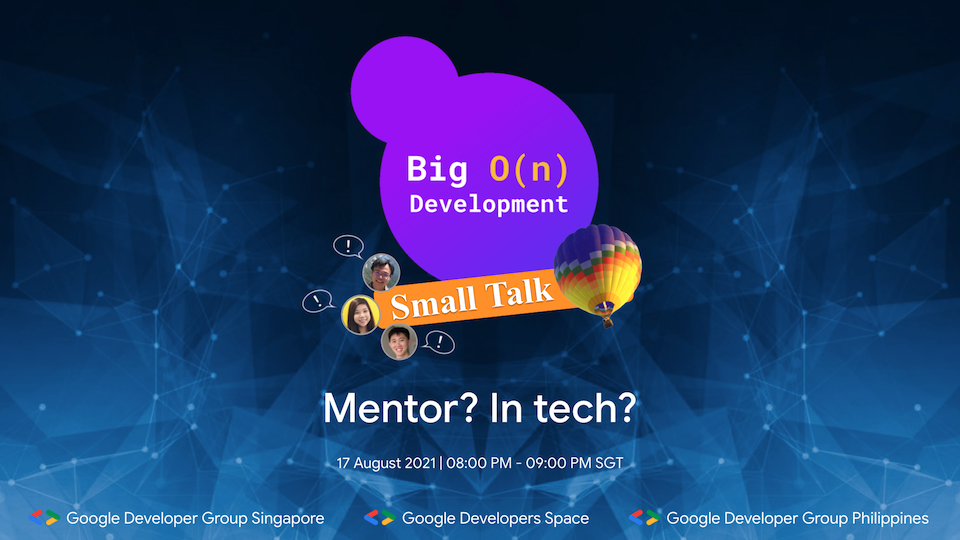 Big O(n)
Development
!
Small Talk
!
!
Mentor? In tech?
17 August 2021 | 08:00 PM - 09:00 PM SGT
Google Developer Group Singapore
Google Developers Space
Google Developer Group Philippines